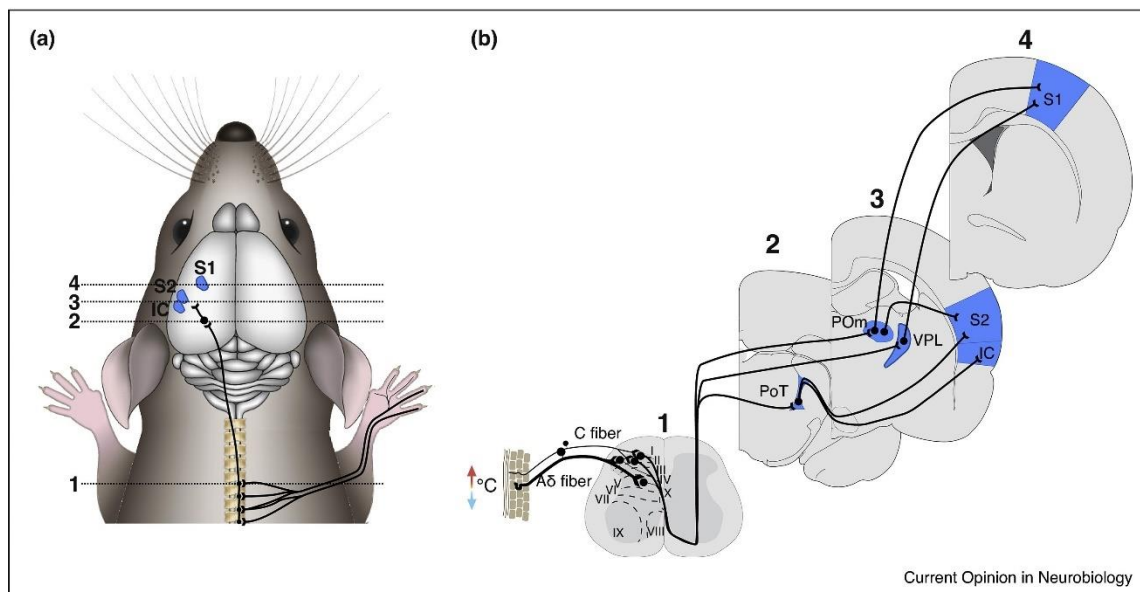 (a)
S1
4
S2
3
IC
2
1
(b)
4
S1
3
2
POm
S2
VPL
IC
PoT
1
C fiber
°C
Aδ fiber
I
II
III
IV
V
VI
X
VII
IX
VIII
Current Opinion in Neurobiology